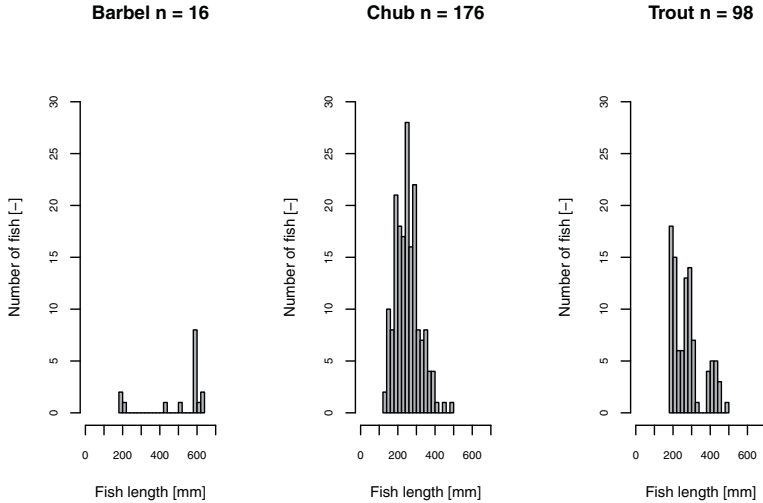 Barbel n = 16
Number of fish [−]
30
25
20
15
10
5
0
0 200 400 600
Fish length [mm]
Chub n = 176
Number of fish [−]
30
25
20
15
10
5
0
0 200 400 600
Fish length [mm]
Trout n = 98
Number of fish [−]
30
25
20
15
10
5
0
0 200 400 600
Fish length [mm]